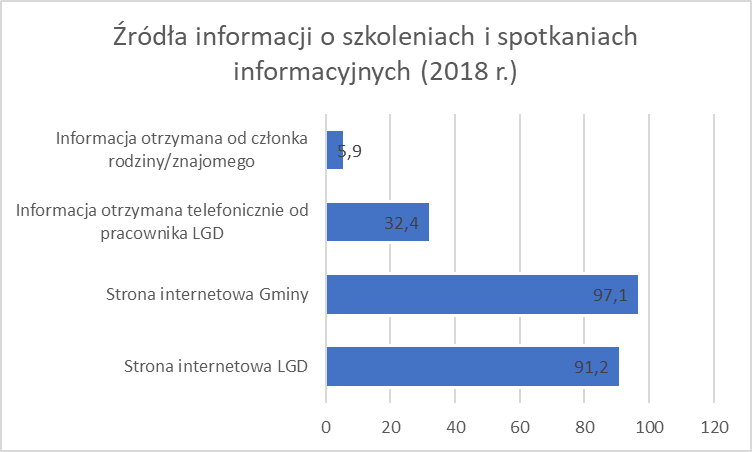 Źródła informacji o szkoleniach i spotkaniach
informacyjnych (2018 r.)
Informacja otrzymana od członka
rodziny/znajomego
5,9
Informacja otrzymana telefonicznie od
pracownika LGD
32,4
Strona internetowa Gminy
97,1
Strona internetowa LGD
91,2
0 20 40 60 80 100 120